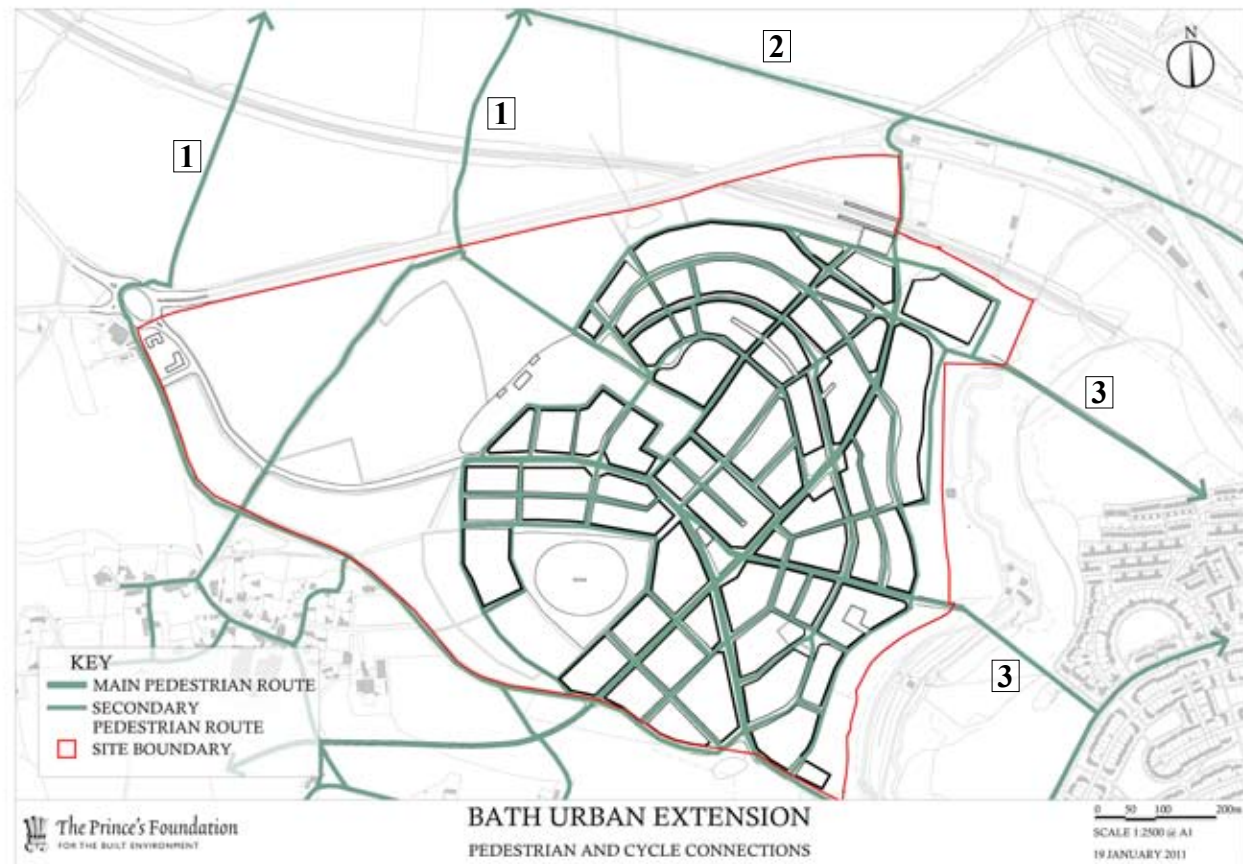 2
N
1
1
3
3
KEY
MAIN PEDESTRIAN ROUTE
SECONDARY
PEDESTRIAN ROUTE
SITE BOUNDARY
The Prince's Foundation
FOR THE BUILT ENVIRONMENT
BATH URBAN EXTENSION
PEDESTRIAN AND CYCLE CONNECTIONS
0 50 100 200m
SCALE 1:2500 @ A1
19 JANUARY 2011